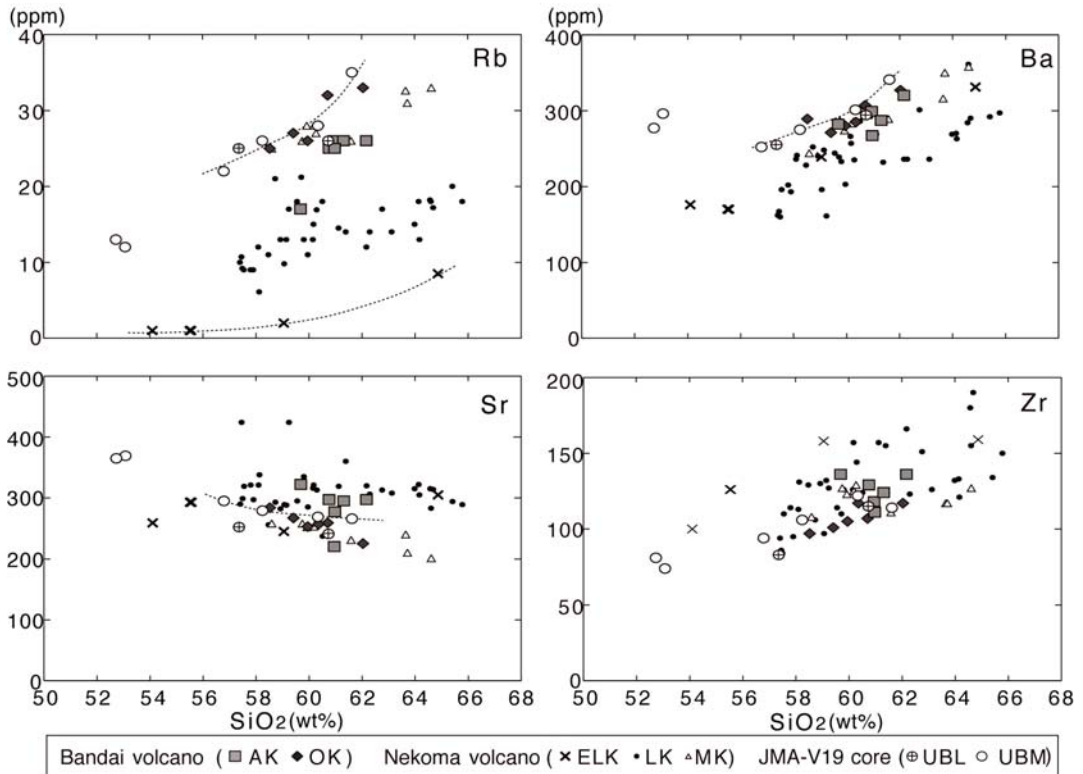 (ppm) (ppm)
40 Rb 400 Ba
30 300
20 200
10 100
0 0
500 Sr 200 Zr
400 150
300 100
200 50
100
0 0
50 52 54 56 58 60 62 64 66 68 50 52 54 56 58 60 62 64 66 68
SiO2(wt%) SiO2(wt%)
Bandai volcano ( AK OK) Nekoma volcano ( ELK LK MK) JMA-V19 core ( UBL UBM)